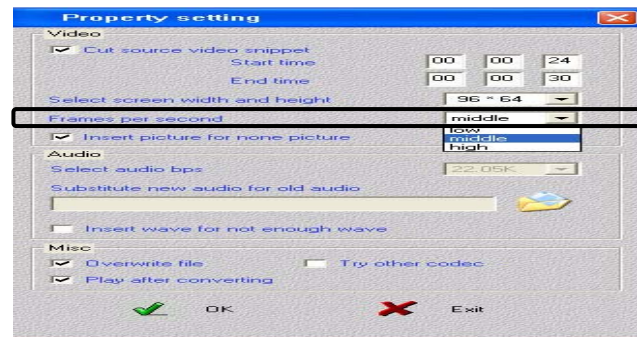 Property setting
Video
Cut source video snippet
Start time 00 00 24
End time 00 00 30
Select screen width and height 96 * 64
Frames per second middle
low
middle
high
Insert picture for none picture
Audio
Select audio bps 22.05K
Substitute new audio for old audio
Insert wave for not enough wave
Misc
Overwrite file Try other codec
Play after converting
OK Exit